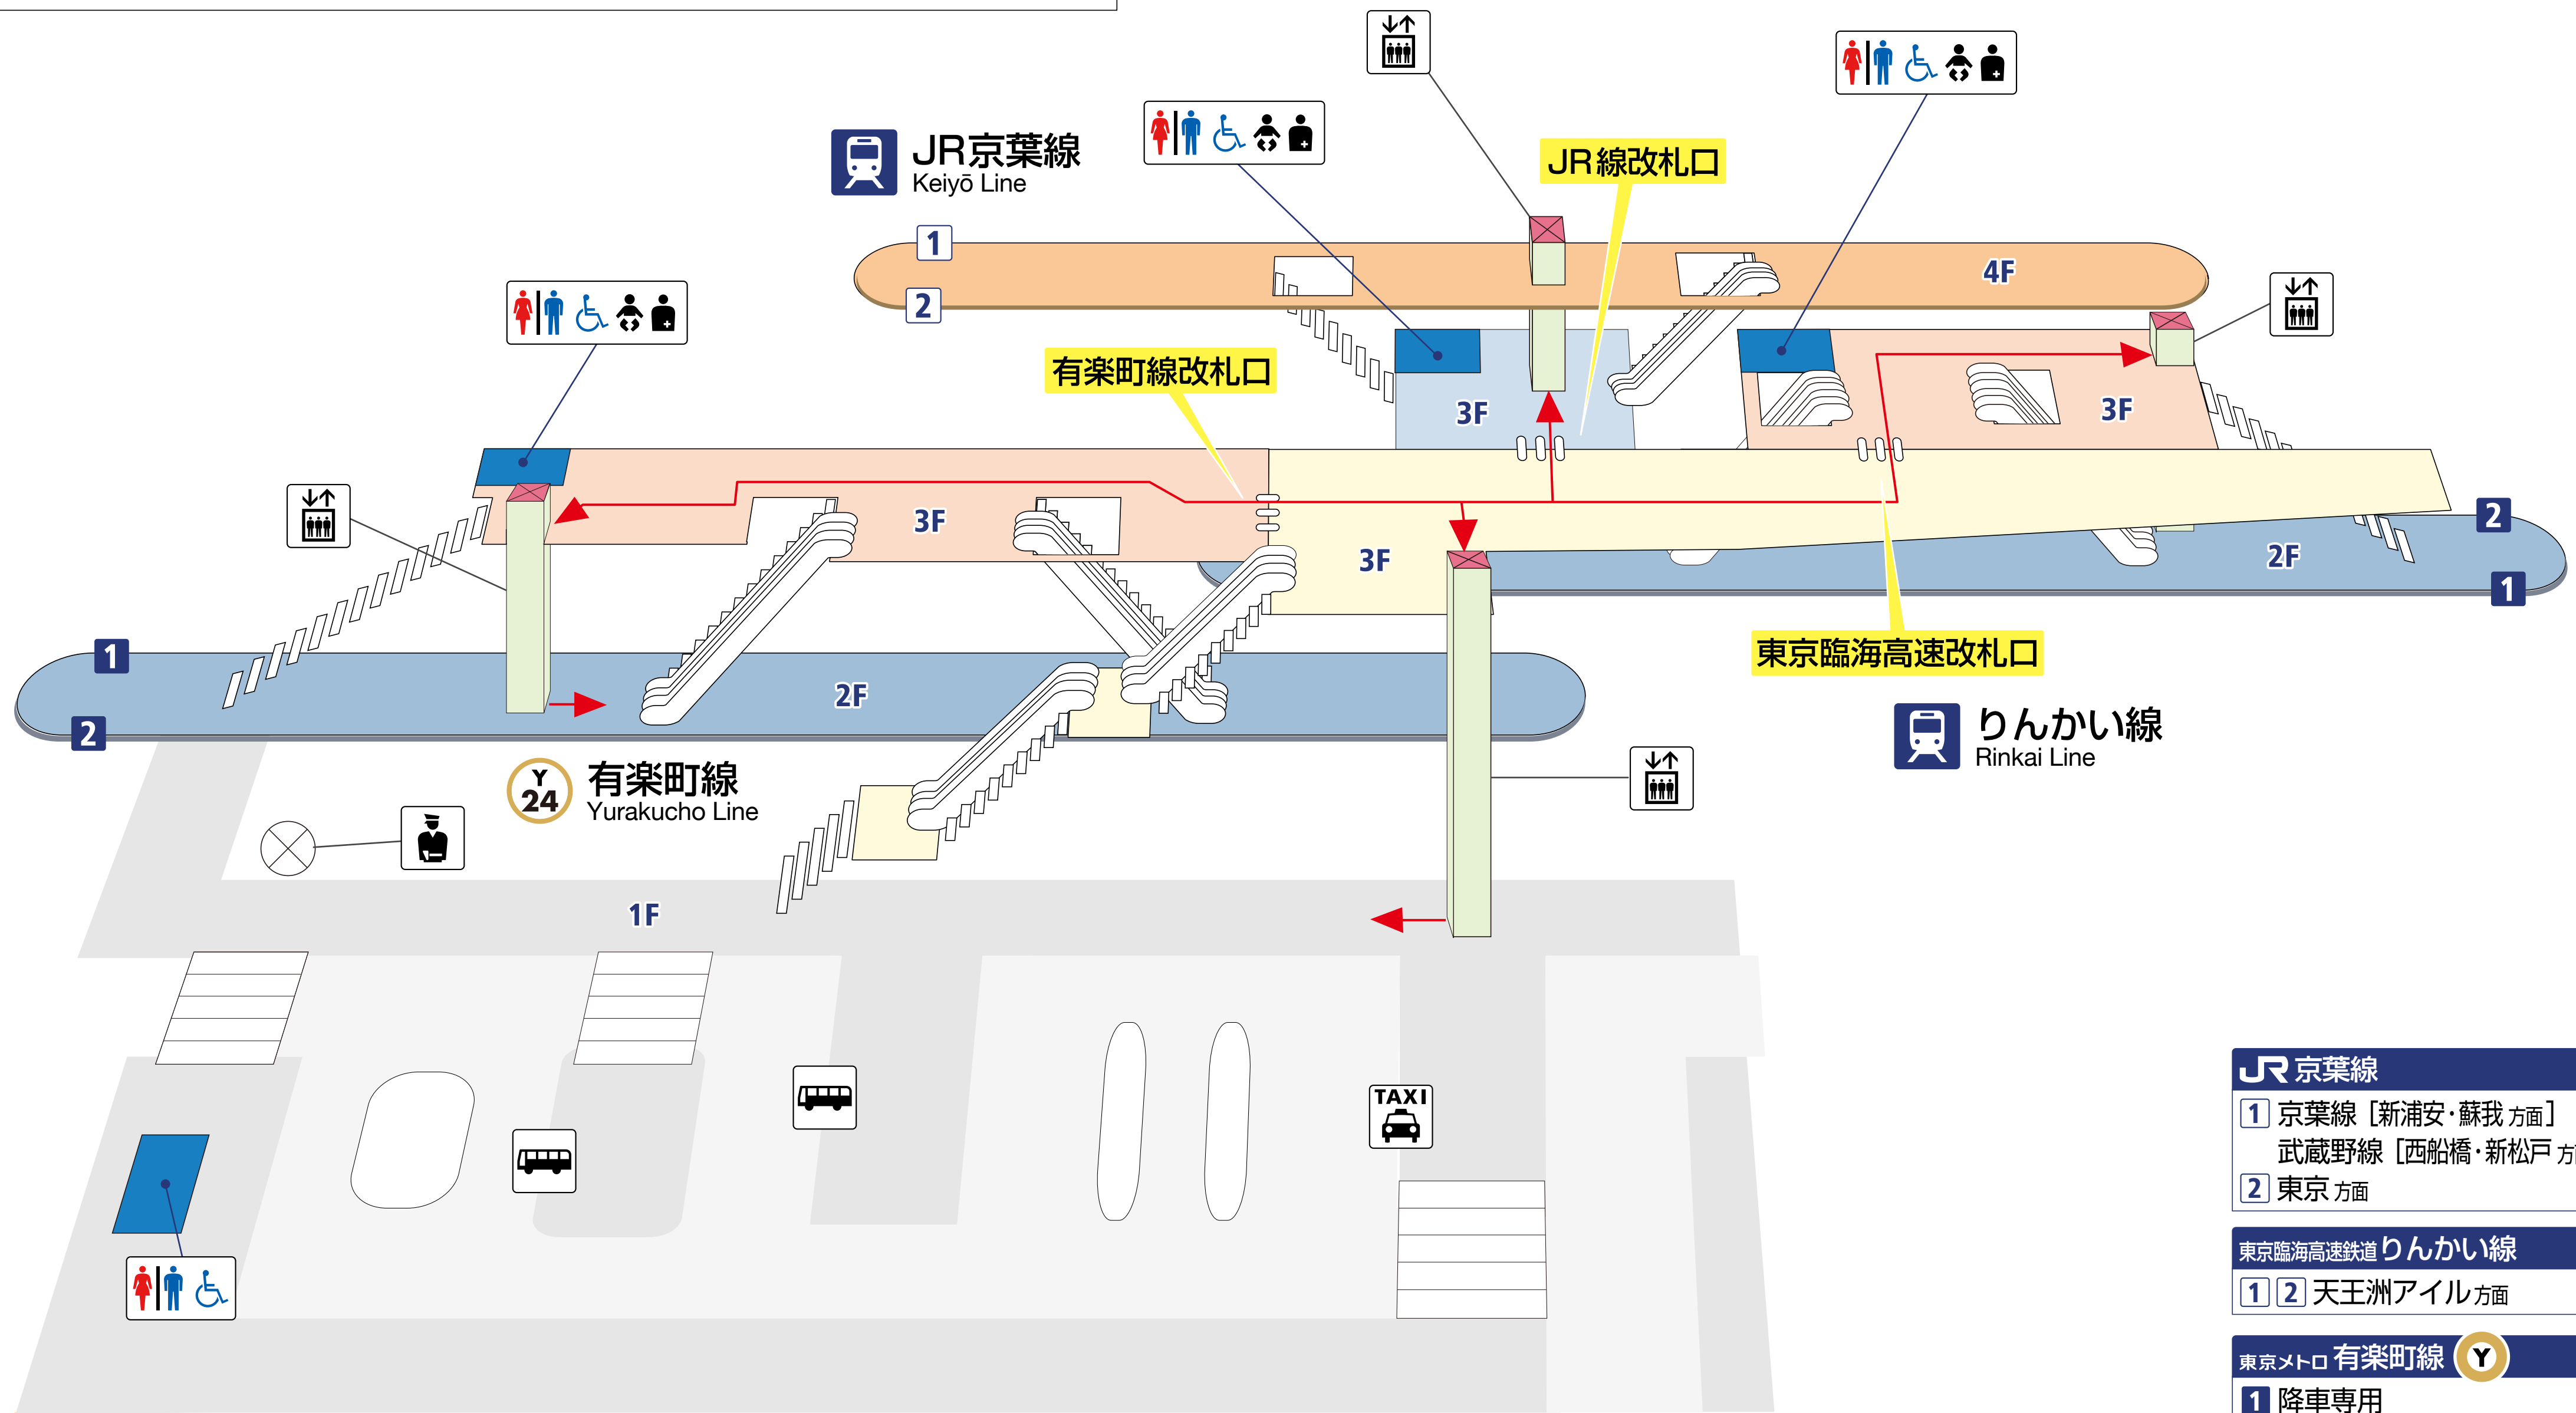 JR京葉線
Keiyō Line
JR線改札口
1
2
4F
有楽町線改札口
3F
3F
3F
3F
2
1
2F
東京臨海高速改札口
りんかい線
Rinkai Line
1
2
2F
Y
24
有楽町線
Yurakucho Line
1F
TAXI
JR 京葉線
1 京葉線 [新浦安・蘇我 方面]
武蔵野線 [西船橋・新松戸 方
2 東京 方面
東京臨海高速鉄道 りんかい線
1 2 天王洲アイル 方面
東京メトロ 有楽町線 Y
1 降車専用